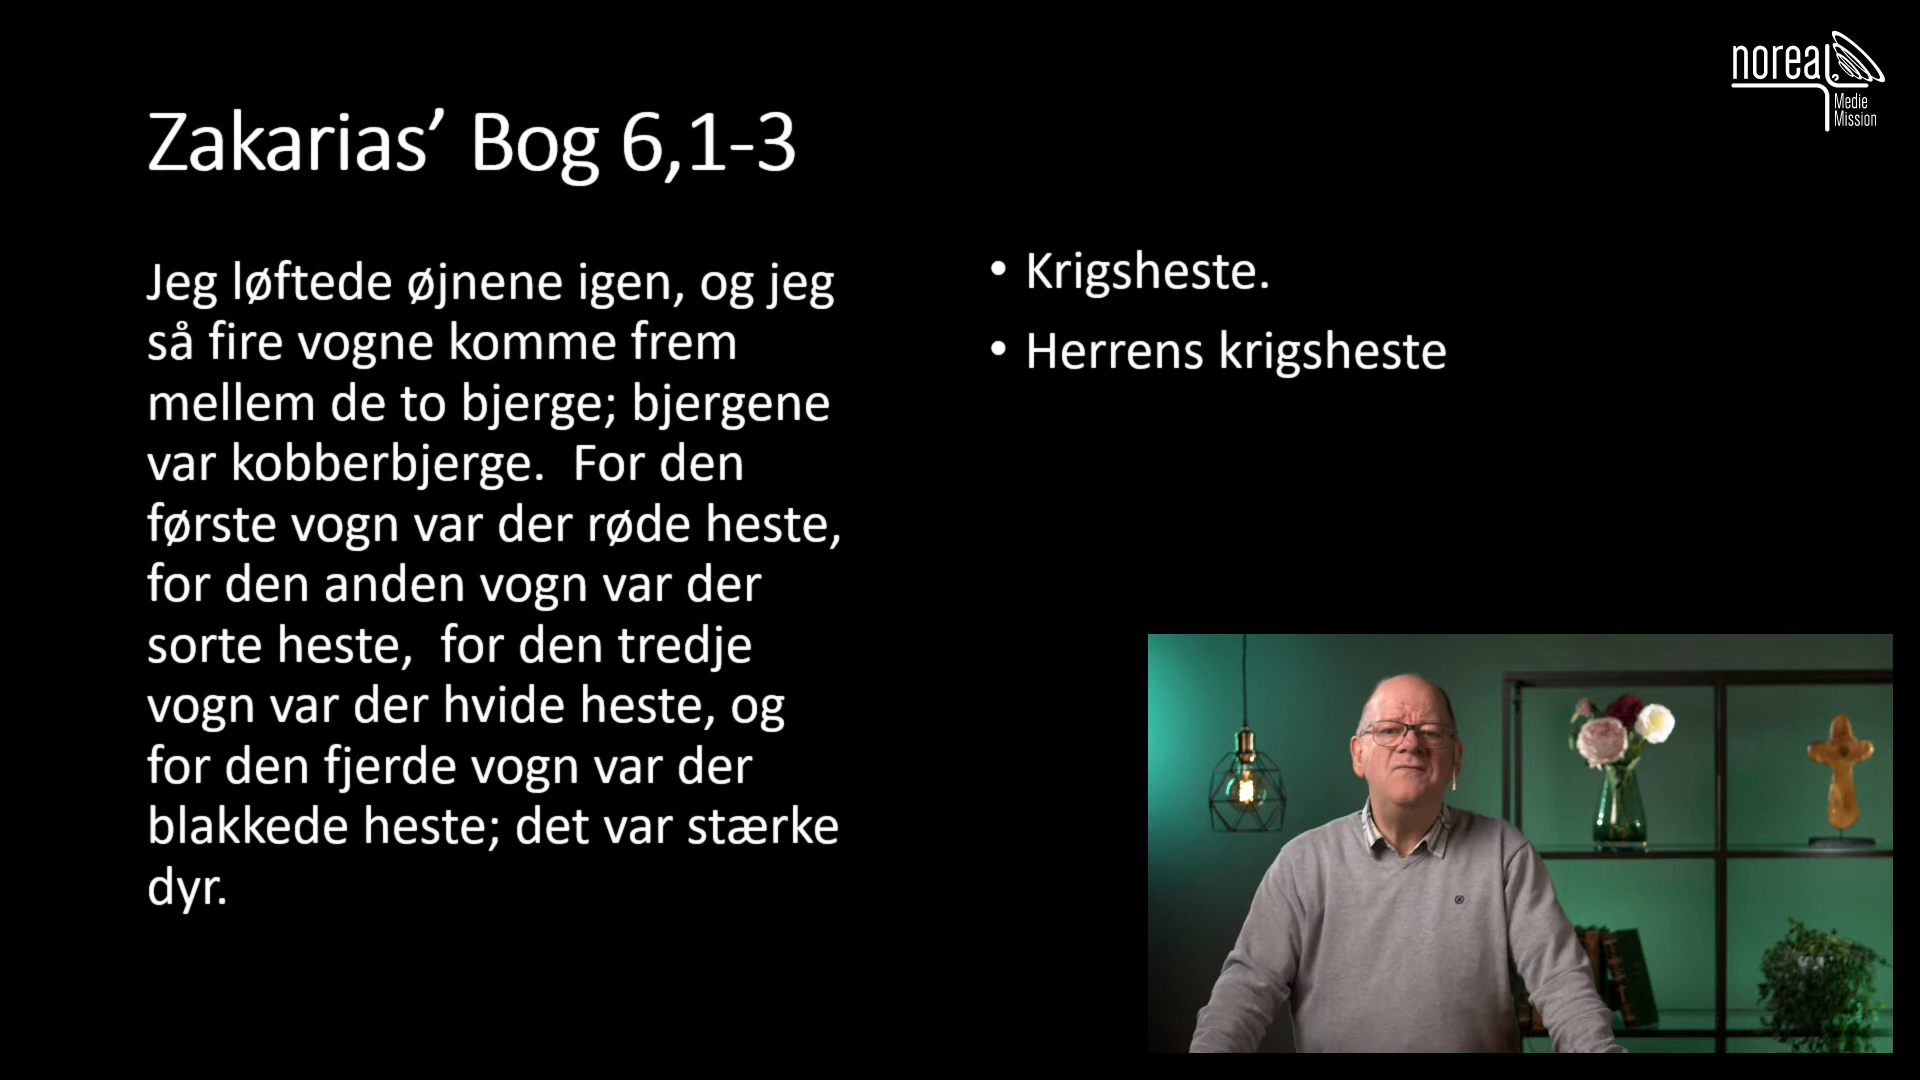 norea
Medie
Mission
Zakarias’ Bog 6,1-3
Jeg løftede øjnene igen, og jeg
så fire vogne komme frem
mellem de to bjerge; bjergene
var kobberbjerge.  For den
første vogn var der røde heste,
for den anden vogn var der
sorte heste,  for den tredje
vogn var der hvide heste, og
for den fjerde vogn var der
blakkede heste; det var stærke
dyr.
• Krigsheste.
• Herrens krigsheste